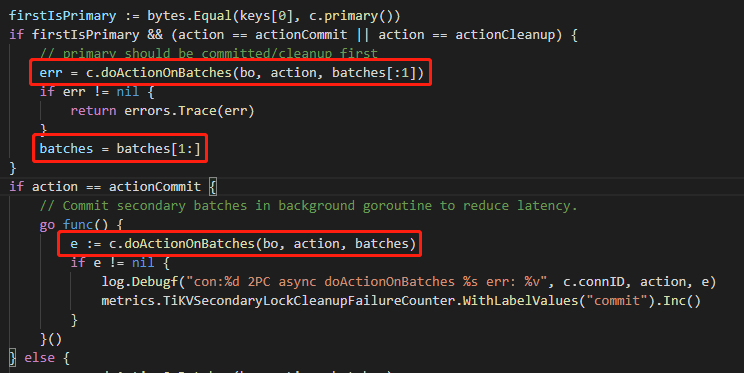 firstIsPrimary := bytes.Equal(keys[0], c.primary())
if firstIsPrimary && (action == actionCommit || action == actionCleanup) {
// primary should be committed/cleanup first
err = c.doActionOnBatches(bo, action, batches[:1])
if err != nil {
return errors.Trace(err)
}
batches = batches[1:]
}
if action == actionCommit {
// Commit secondary batches in background goroutine to reduce latency.
go func() {
e := c.doActionOnBatches(bo, action, batches)
if e != nil {
log.Debugf("con:%d 2PC async doActionOnBatches %s err: %v", c.connID, action, e)
metrics.TiKVSecondaryLockCleanupFailureCounter.WithLabelValues("commit").Inc()
}
}()
} else {